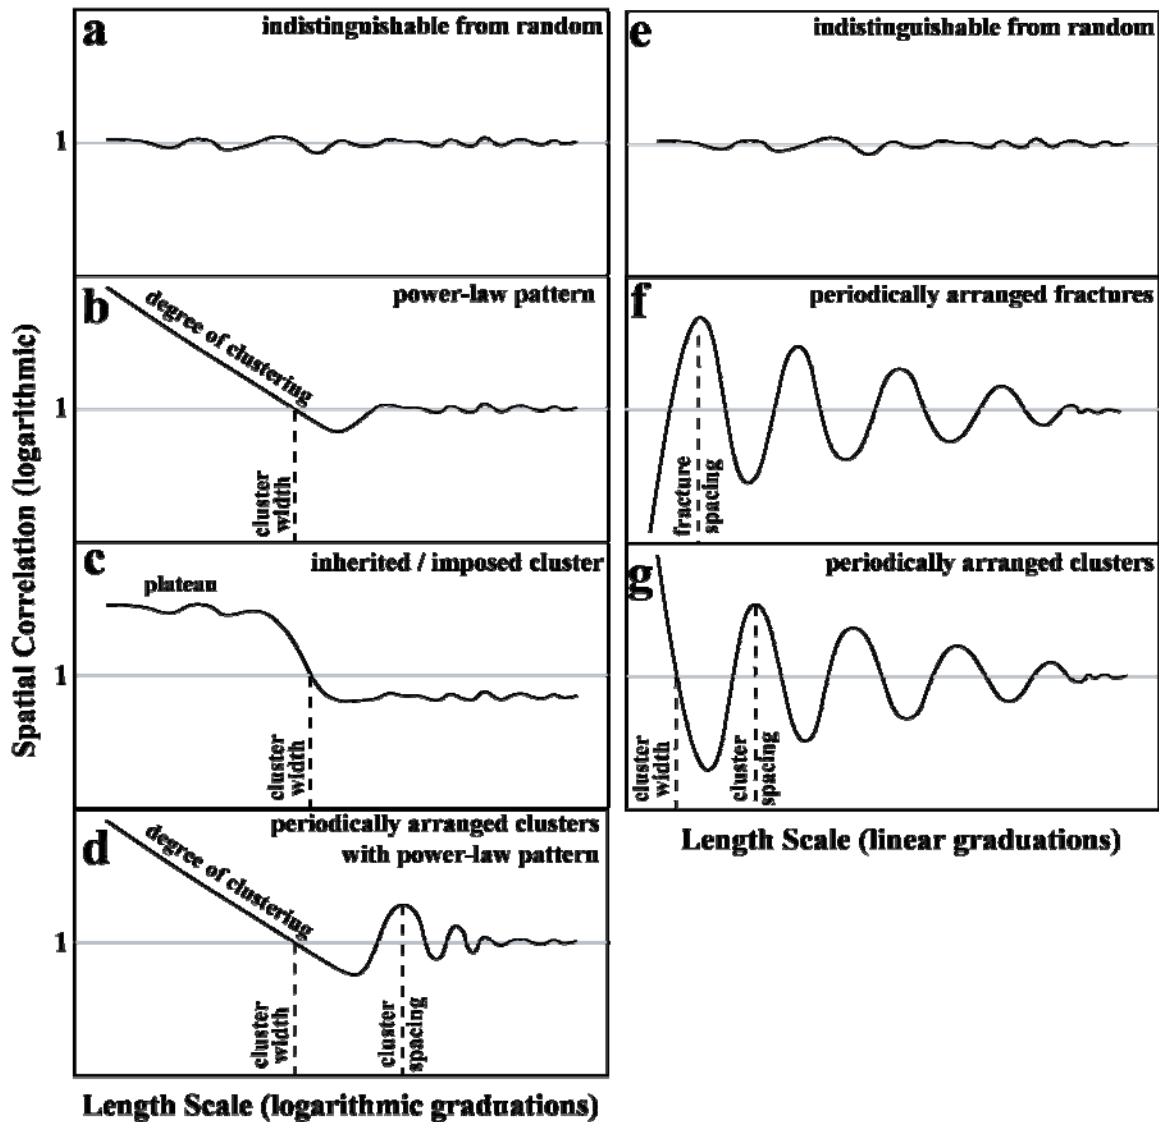 a
indistinguishable from random
1
b
power-law pattern
degree of clustering
1
cluster
width
c
inherited / imposed cluster
plateau
1
cluster
width
d
periodically arranged clusters
with power-law pattern
degree of clustering
1
cluster
width
cluster
spacing
Spatial Correlation (logarithmic)
Length Scale (logarithmic graduations)
e
indistinguishable from random
f
periodically arranged fractures
fracture
spacing
g
periodically arranged clusters
cluster
width
cluster
spacing
Length Scale (linear graduations)